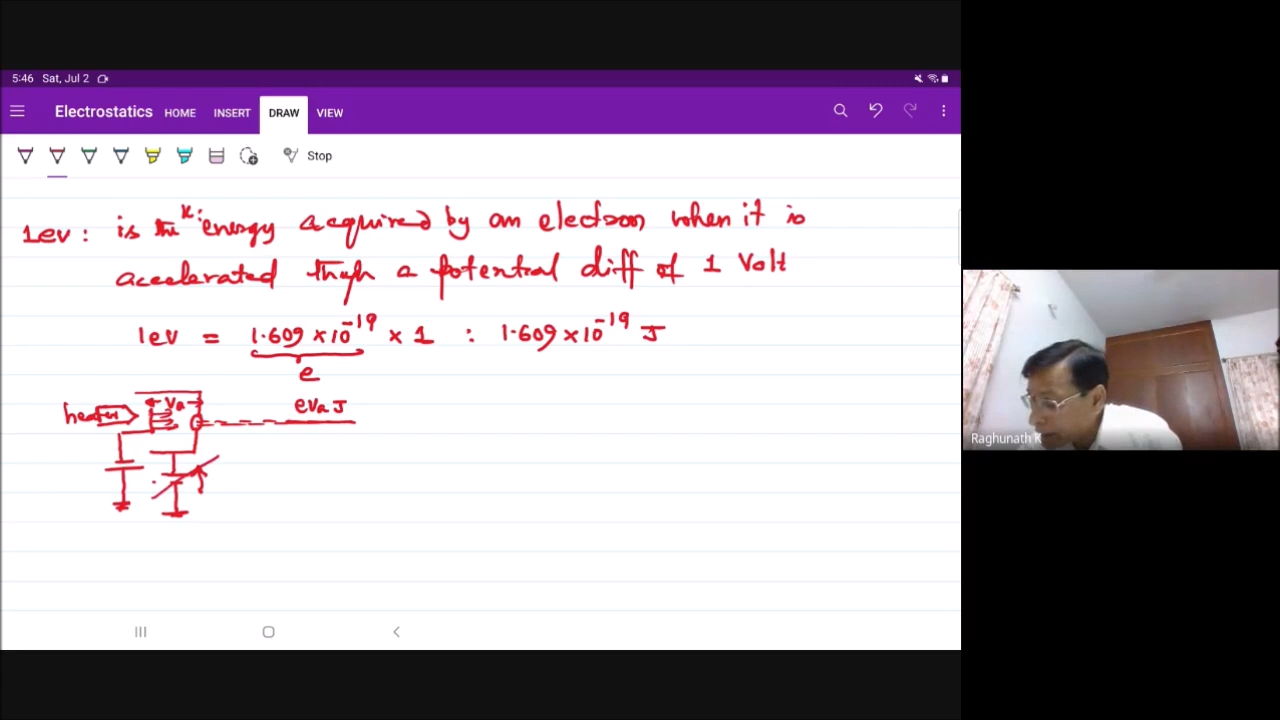 5:46 Sat, Jul 2
Electrostatics HOME INSERT DRAW VIEW
Stop
1ev : is the K. energy acquired by an electron when it is
accelerated through a potential diff of 1 Volt
1ev = 1.609 × 10⁻¹⁹ × 1 : 1.609 × 10⁻¹⁹ J
e
heater Va eVa J
Raghunath K